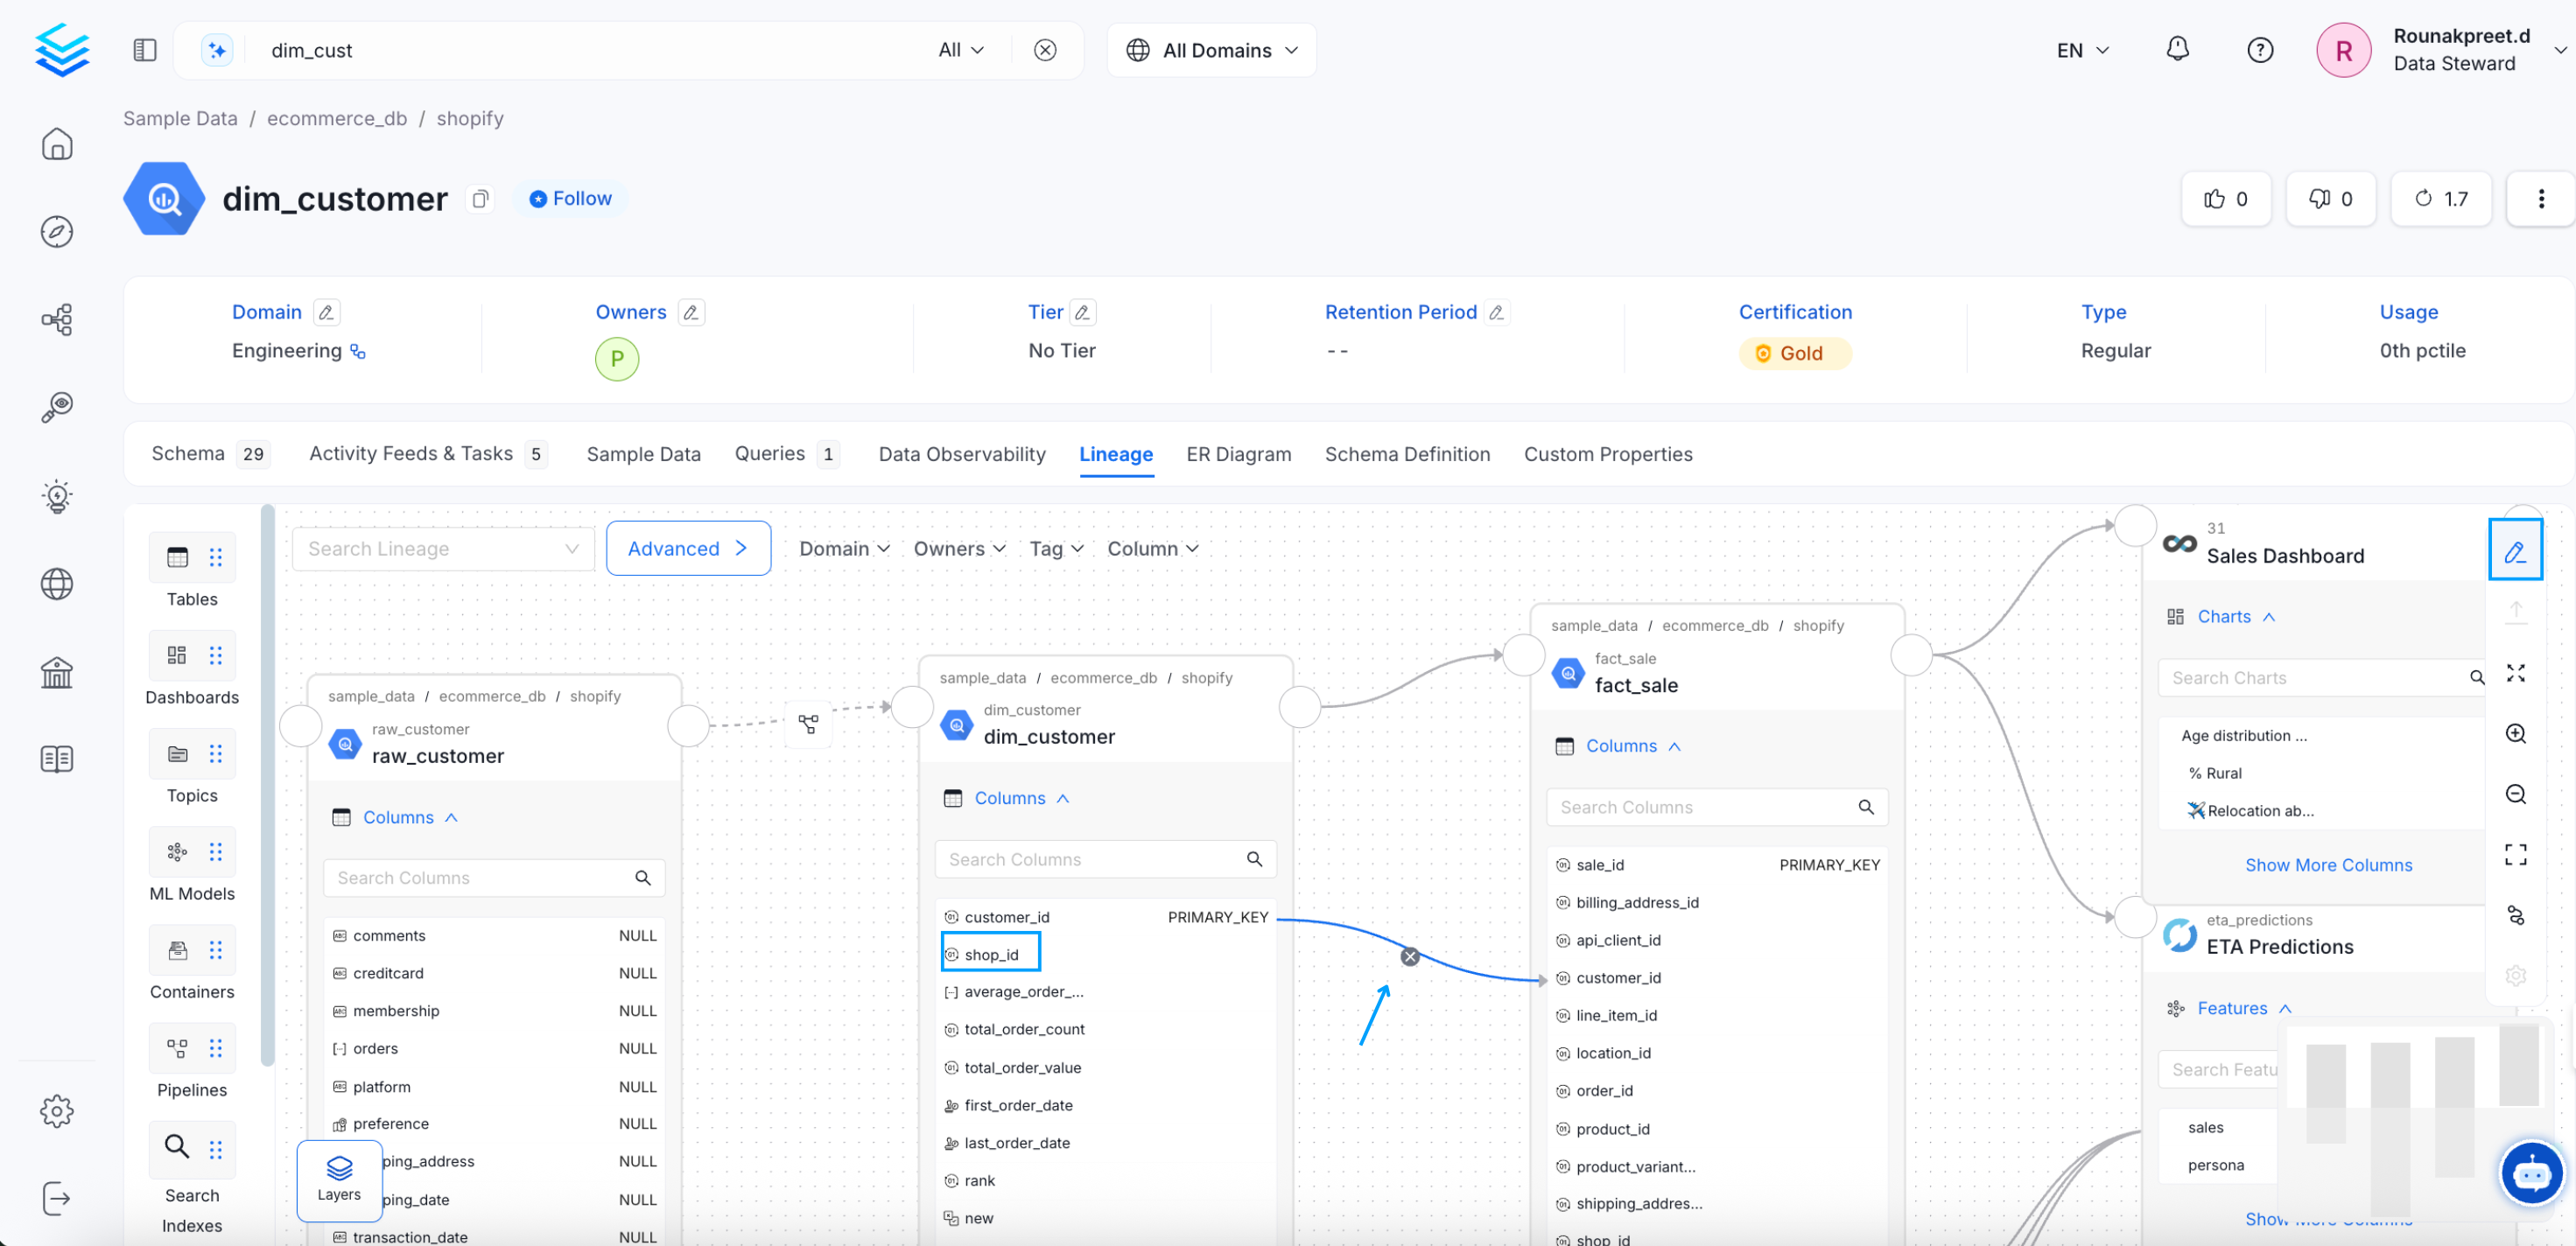 dim_cust
All
All Domains
EN
R
Rounakpreet.d
Data Steward
Sample Data / ecommerce_db / shopify
dim_customer
Follow
0
0
1.7
Domain
Engineering
Owners
P
Tier
No Tier
Retention Period
--
Certification
Gold
Type
Regular
Usage
0th pctile
Schema 29
Activity Feeds & Tasks 5
Sample Data
Queries 1
Data Observability
Lineage
ER Diagram
Schema Definition
Custom Properties
Tables
Dashboards
Topics
ML Models
Containers
Pipelines
Search
Indexes
Search Lineage
Advanced
Domain
Owners
Tag
Column
sample_data / ecommerce_db / shopify
raw_customer
raw_customer
Columns
Search Columns
comments NULL
creditcard NULL
membership NULL
orders NULL
platform NULL
preference NULL
ping_address NULL
ping_date NULL
transaction_date NULL
Layers
sample_data / ecommerce_db / shopify
dim_customer
dim_customer
Columns
Search Columns
customer_id PRIMARY_KEY
shop_id
average_order_...
total_order_count
total_order_value
first_order_date
last_order_date
rank
new
sample_data / ecommerce_db / shopify
fact_sale
fact_sale
Columns
Search Columns
sale_id PRIMARY_KEY
billing_address_id
api_client_id
customer_id
line_item_id
location_id
order_id
product_id
product_variant...
shipping_addres...
shop_id
31
Sales Dashboard
Charts
Search Charts
Age distribution ...
% Rural
Relocation ab...
Show More Columns
eta_predictions
ETA Predictions
Features
Search Featu
sales
persona
Show More Columns